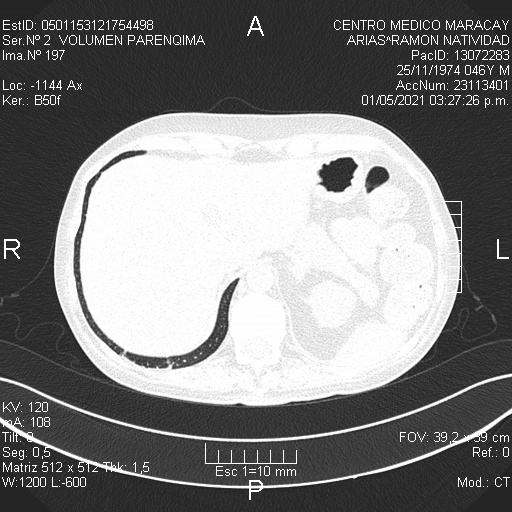 EstID: 0501153121754498
Ser.Nº 2 VOLUMEN PARENQIMA
Ima.Nº 197
Loc: -1144 Ax
Ker.: B50f
A
CENTRO MEDICO MARACAY
ARIAS^RAMON NATIVIDAD
PacID: 13072283
25/11/1974 046Y M
AccNum: 23113401
01/05/2021 03:27:26 p.m.
R
L
KV: 120
mA: 108
Tilt: 0
Seg: 0,5
Matriz 512 x 512 Thk: 1,5
W:1200 L:-600
Esc 1=10 mm
P
FOV: 39,2 x 39 cm
Ref.: 0
Mod.: CT